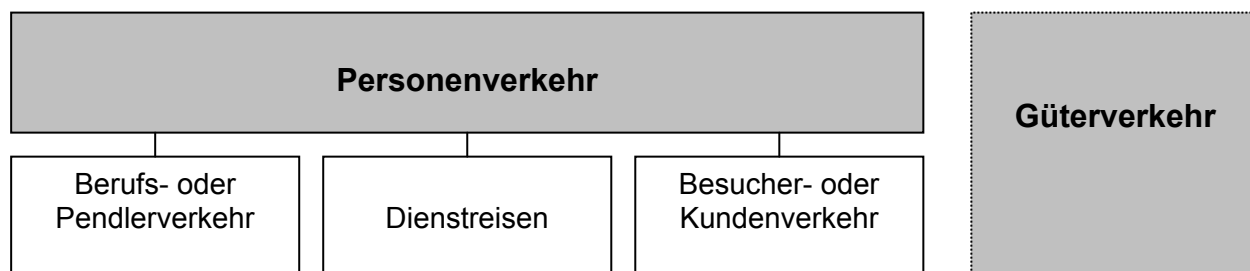 Personenverkehr
Güterverkehr
Berufs- oder
Pendlerverkehr
Dienstreisen
Besucher- oder
Kundenverkehr